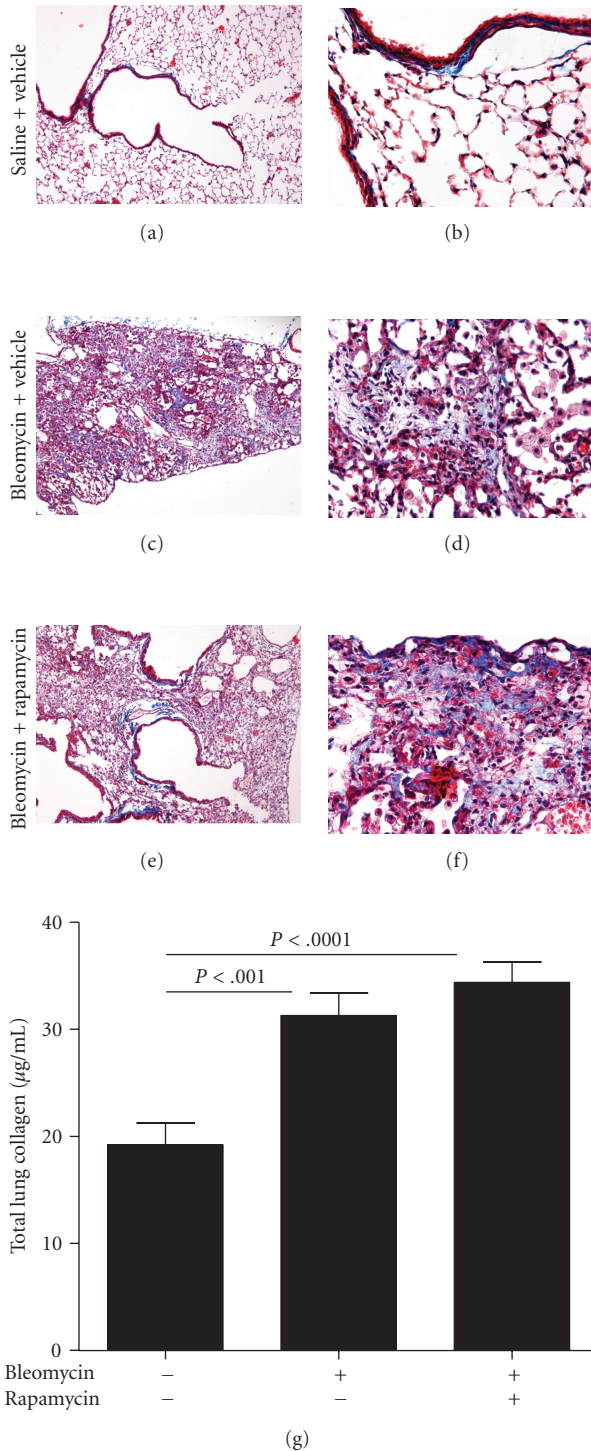 Saline + vehicle
(a)
(b)
Bleomycin + vehicle
(c)
(d)
Bleomycin + rapamycin
(e)
(f)
40
30
20
10
0
Total lung collagen (µg/mL)
P < .0001
P < .001
Bleomycin − + +
Rapamycin − − +
(g)